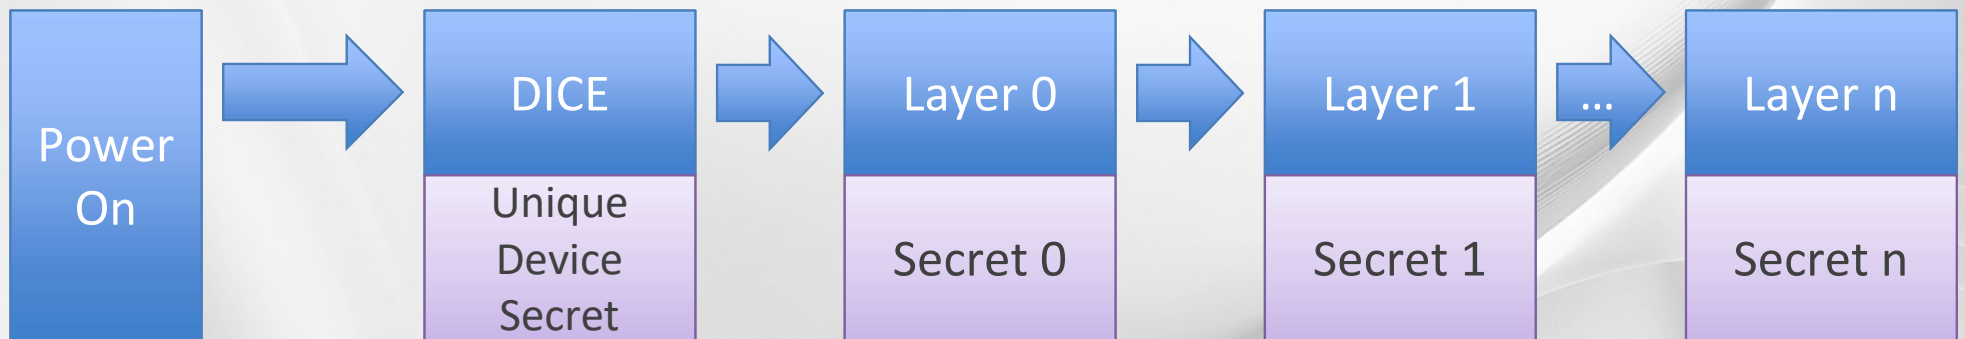 Power
On
DICE
Unique
Device
Secret
Layer 0
Secret 0
Layer 1
Secret 1
...
Layer n
Secret n